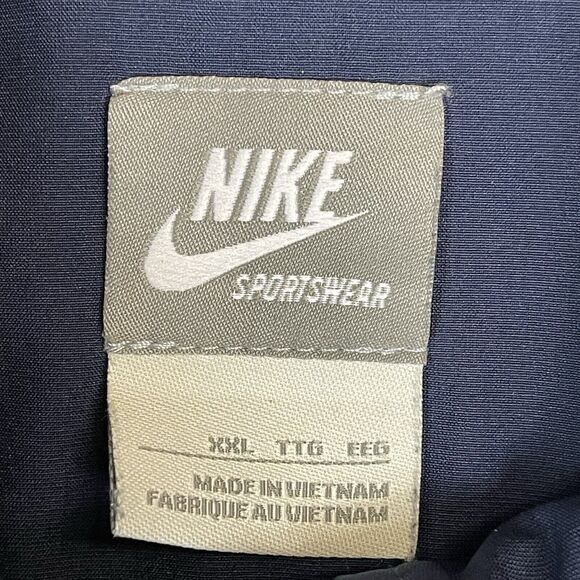 NIKE
SPORTSWEAR
XXL TTG EEG
MADE IN VIETNAM
FABRIQUE AU VIETNAM